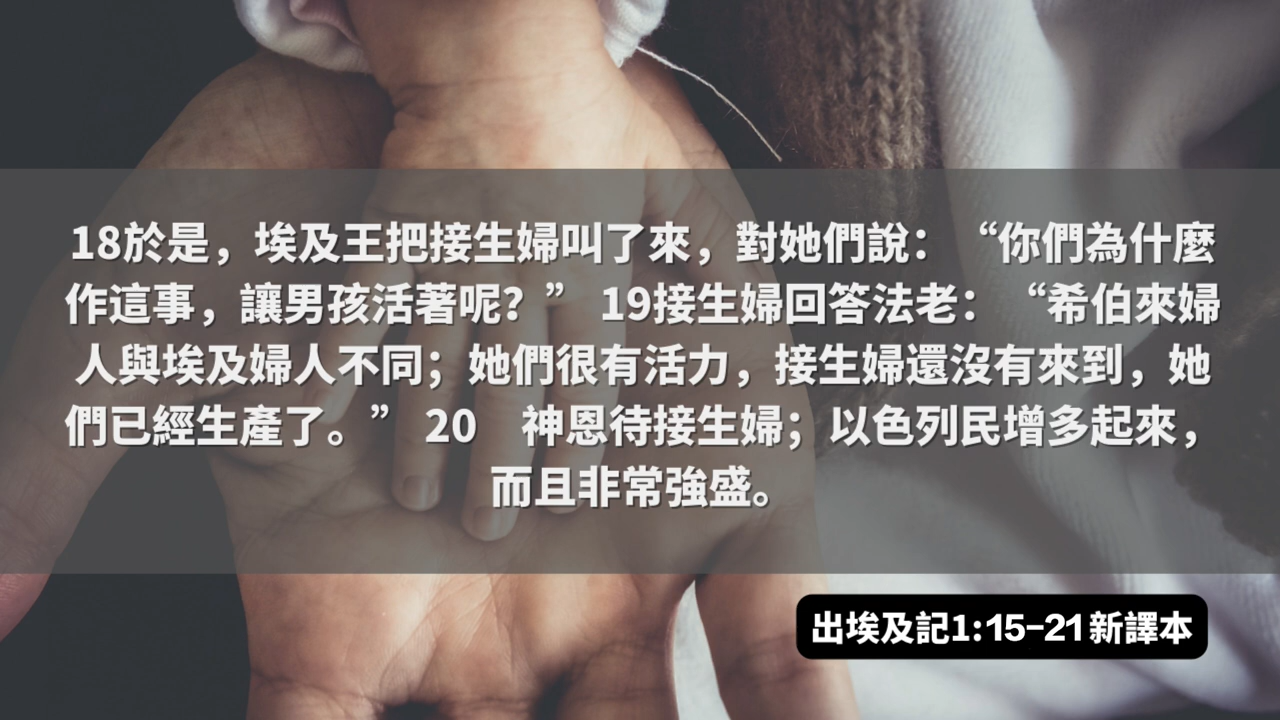 18於是，埃及王把接生婦叫了來，對她們說：“你們為什麼
作這事，讓男孩活著呢？” 19接生婦回答法老：“希伯來婦
人與埃及婦人不同；她們很有活力，接生婦還沒有來到，她
們已經生產了。” 20　神恩待接生婦；以色列民增多起來，
而且非常強盛。
出埃及記1:15-21新譯本